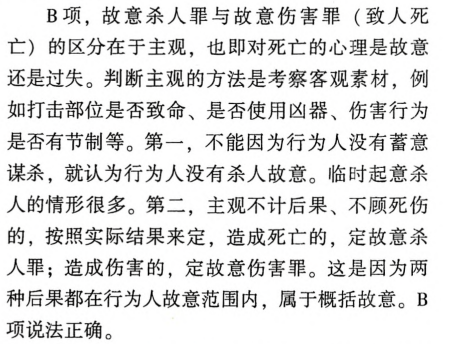 B项，故意杀人罪与故意伤害罪（致人死
亡）的区分在于主观，也即对死亡的心理是故意
还是过失。判断主观的方法是考察客观素材，例
如打击部位是否致命、是否使用凶器、伤害行为
是否有节制等。第一，不能因为行为人没有蓄意
谋杀，就认为行为人没有杀人故意。临时起意杀
人的情形很多。第二，主观不计后果、不顾死伤
的，按照实际结果来定，造成死亡的，定故意杀
人罪；造成伤害的，定故意伤害罪。这是因为两
种后果都在行为人故意范围内，属于概括故意。B
项说法正确。